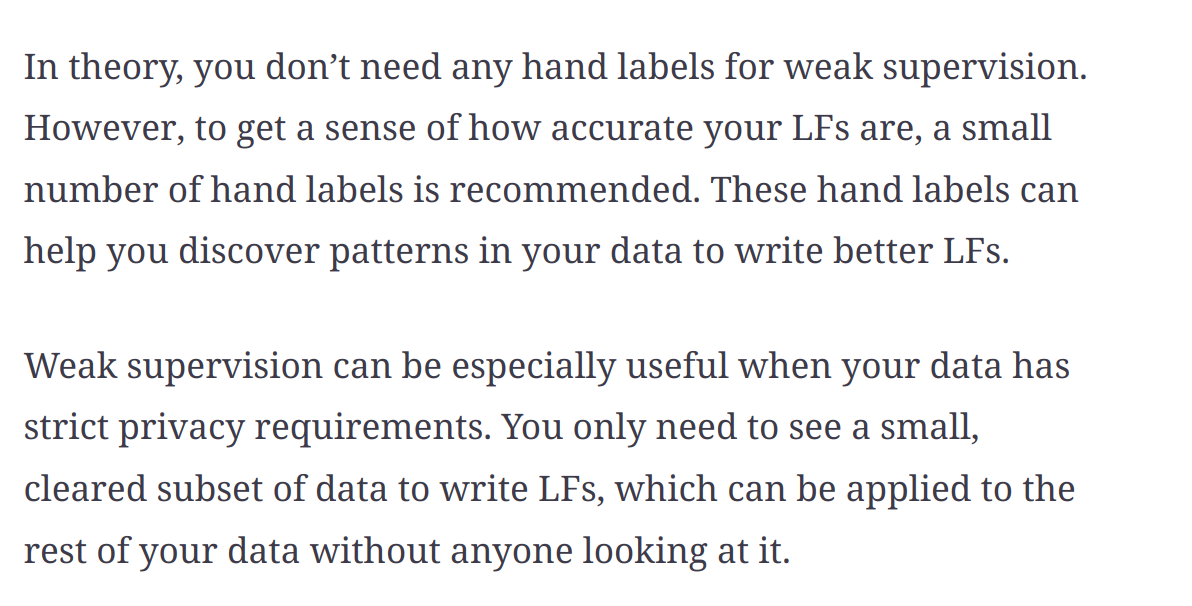 In theory, you don’t need any hand labels for weak supervision.
However, to get a sense of how accurate your LFs are, a small
number of hand labels is recommended. These hand labels can
help you discover patterns in your data to write better LFs.
Weak supervision can be especially useful when your data has
strict privacy requirements. You only need to see a small,
cleared subset of data to write LFs, which can be applied to the
rest of your data without anyone looking at it.